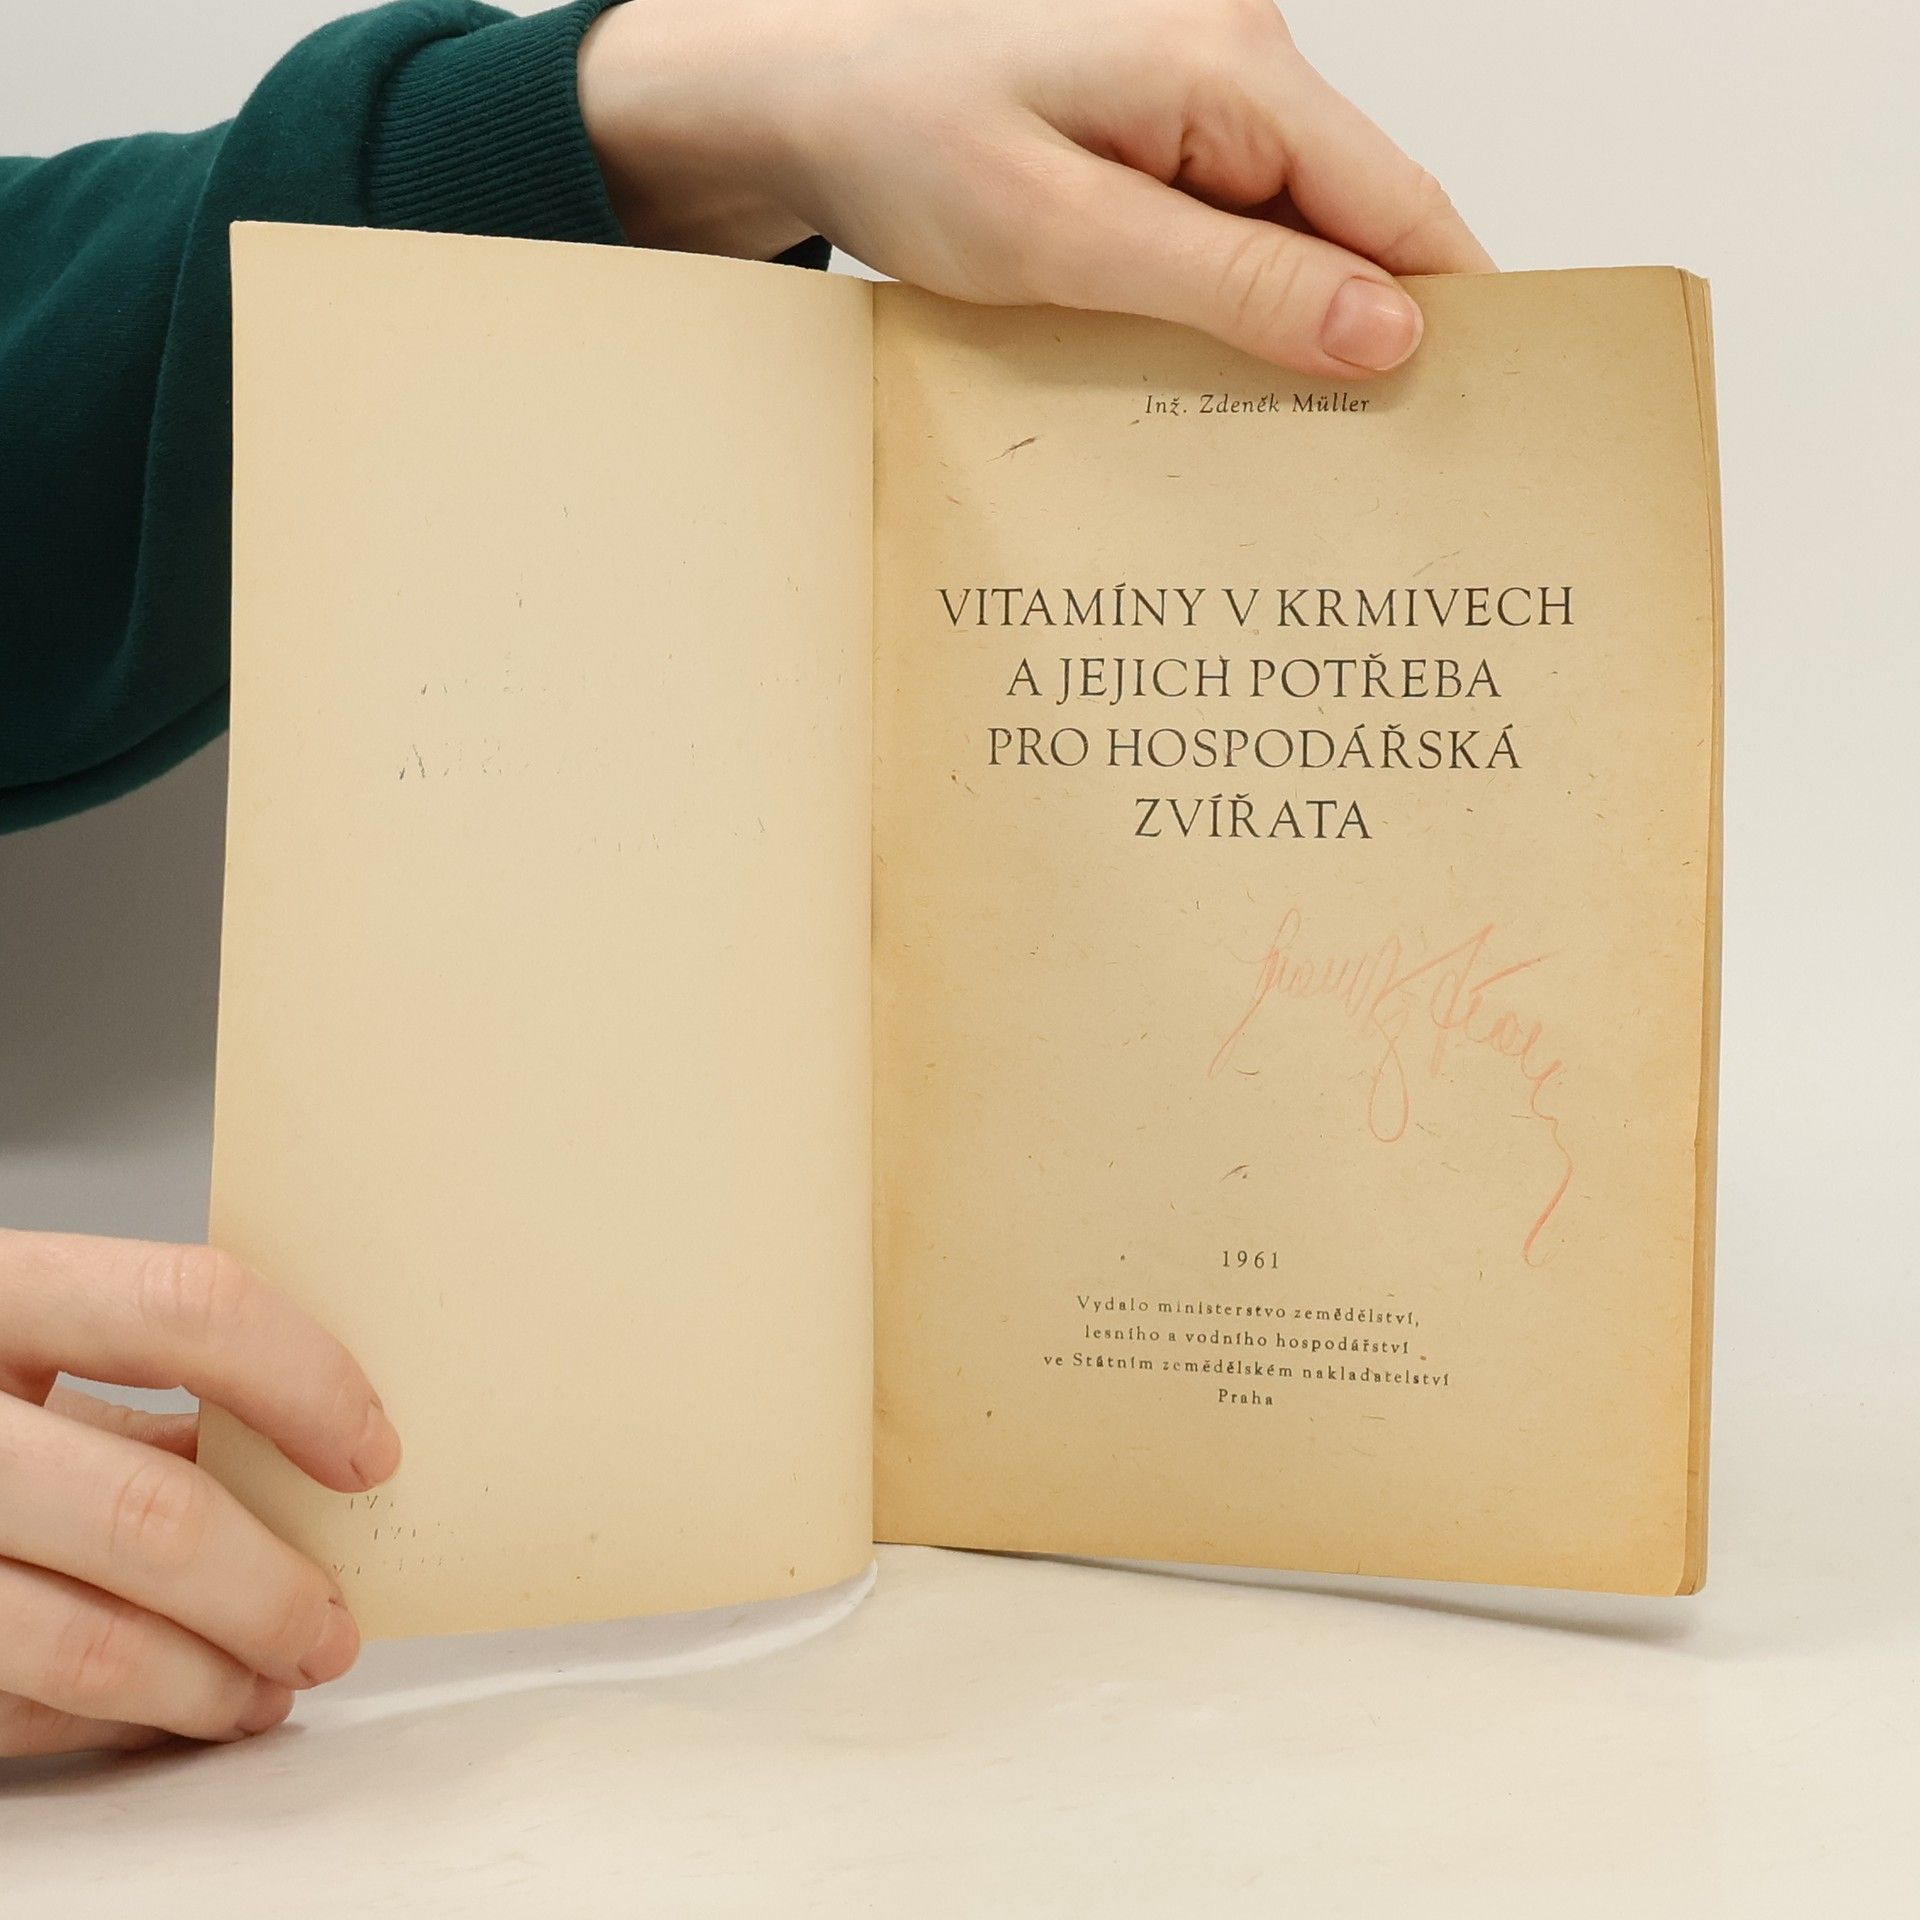 Inž. Zdeněk Müller
VITAMÍNY V KRMIVECH
A JEJICH POTŘEBA
PRO HOSPODÁŘSKÁ
ZVÍŘATA
1961
Vydalo ministerstvo zemědělství,
lesního a vodního hospodářství
ve Státním zemědělském nakladatelství
Praha